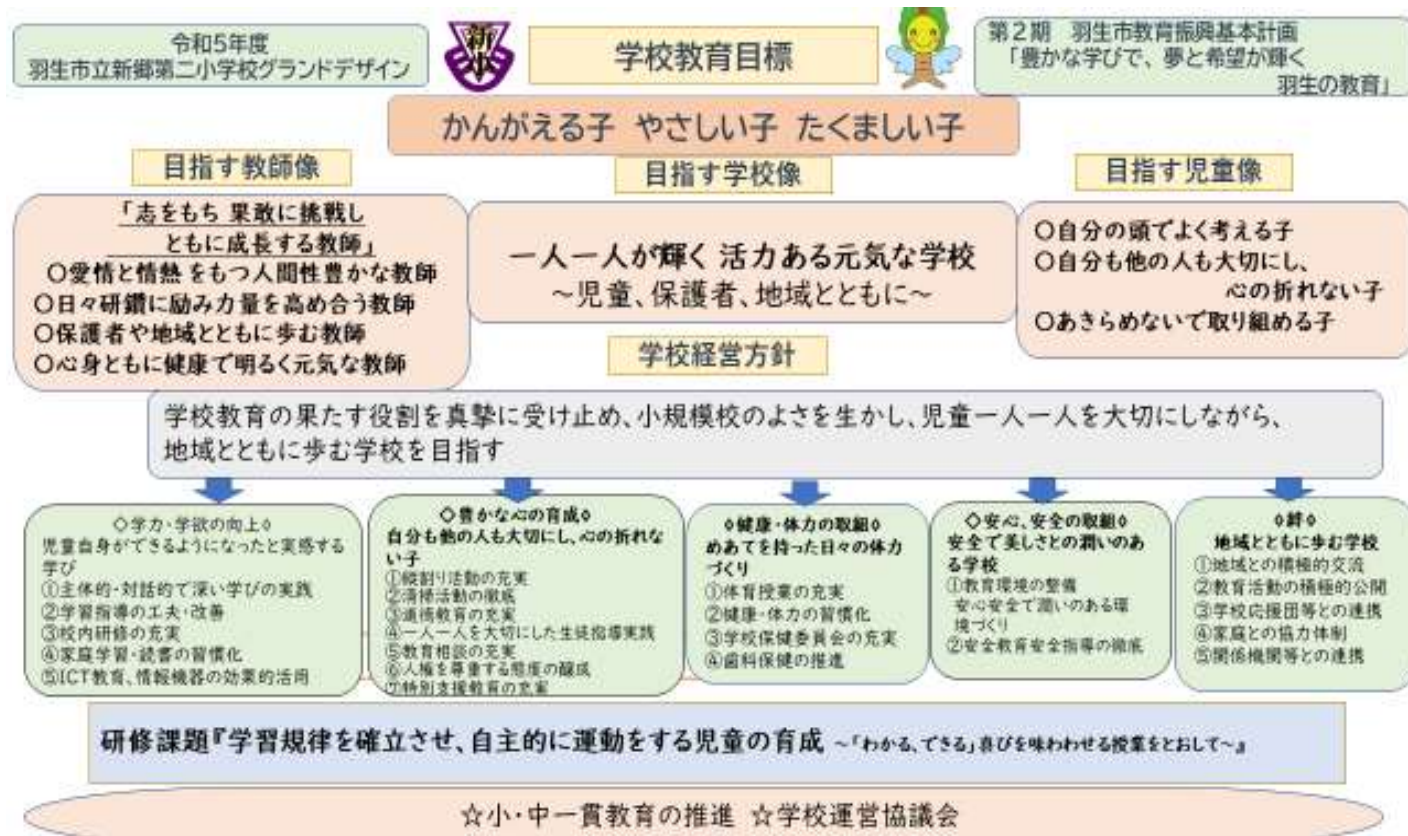 令和5年度
羽生市立新郷第二小学校グランドデザイン
学校教育目標
第2期 羽生市教育振興基本計画
「豊かな学びで、夢と希望が輝く
羽生の教育」
かんがえる子 やさしい子 たくましい子
目指す教師像
「志をもち 果敢に挑戦し
ともに成長する教師」
〇愛情と情熱をもつ人間性豊かな教師
〇日々研鑽に励み力量を高め合う教師
〇保護者や地域とともに歩む教師
〇心身ともに健康で明るく元気な教師
目指す学校像
一人一人が輝く 活力ある元気な学校
～児童、保護者、地域とともに～
目指す児童像
〇自分の頭でよく考える子
〇自分も他の人も大切にし、
心の折れない子
〇あきらめないで取り組める子
学校経営方針
学校教育の果たす役割を真摯に受け止め、小規模校のよさを生かし、児童一人一人を大切にしながら、
地域とともに歩む学校を目指す
◇学力・学欲の向上◇
児童自身ができるようになったと実感する
学び
①主体的・対話的で深い学びの実践
②学習指導の工夫・改善
③校内研修の充実
④家庭学習・読書の習慣化
⑤ICT教育、情報機器の効果的活用
◇豊かな心の育成◇
自分も他の人も大切にし、心の折れな
い子
①縦割り活動の充実
②清掃活動の徹底
③道徳教育の充実
④一人一人を大切にした生徒指導実践
⑤教育相談の充実
⑥人権を尊重する態度の醸成
⑦特別支援教育の充実
◇健康・体力の取組◇
めあてを持った日々の体力
づくり
①体育授業の充実
②健康・体力の習慣化
③学校保健委員会の充実
④歯科保健の推進
◇安心、安全の取組◇
安全で美しさとの潤いのあ
る学校
①教育環境の整備
安心安全で潤いのある環
境づくり
②安全教育安全指導の徹底
◇絆◇
地域とともに歩む学校
①地域との積極的交流
②教育活動の積極的公開
③学校応援団等との連携
④家庭との協力体制
⑤関係機関等との連携
研修課題『学習規律を確立させ、自主的に運動をする児童の育成 ～「わかる、できる」喜びを味わわせる授業をとおして～』
☆小・中一貫教育の推進 ☆学校運営協議会